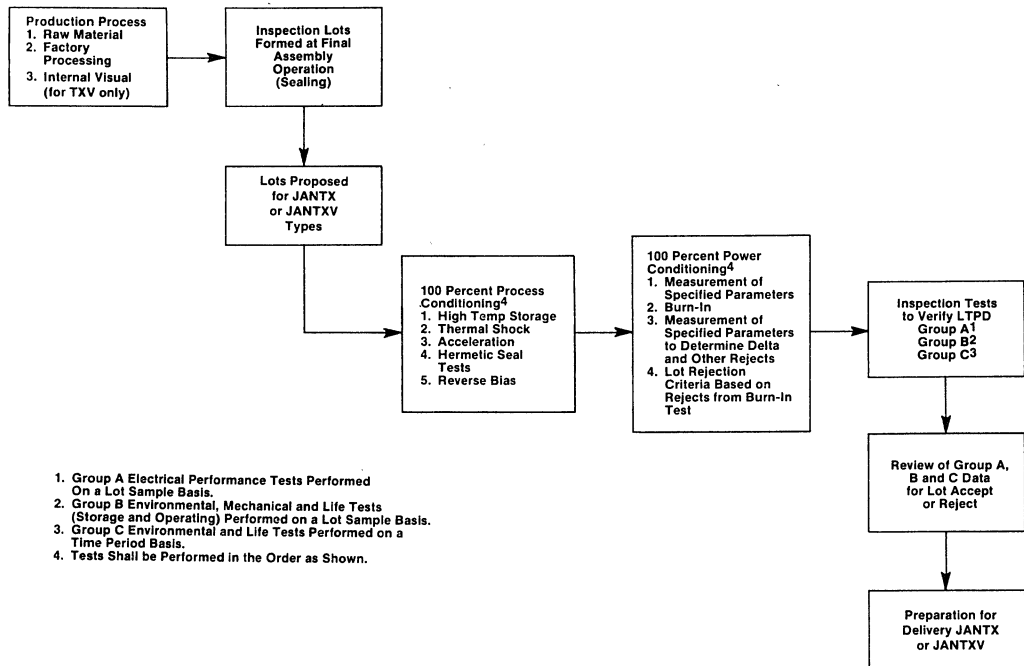 Production Process
1. Raw Material
2. Factory
Processing
3. Internal Visual
(for TXV only)
Inspection Lots
Formed at Final
Assembly
Operation
(Sealing)
Lots Proposed
for JANTX
or JANTXV
Types
100 Percent Process
Conditioning4
1. High Temp Storage
2. Thermal Shock
3. Acceleration
4. Hermetic Seal
Tests
5. Reverse Bias
100 Percent Power
Conditioning4
1. Measurement of
Specified Parameters
2. Burn-In
3. Measurement of
Specified Parameters
to Determine Delta
and Other Rejects
4. Lot Rejection
Criteria Based on
Rejects from Burn-In
Test
Inspection Tests
to Verify LTPD
Group A1
Group B2
Group C3
Review of Group A,
B and C Data
for Lot Accept
or Reject
Preparation for
Delivery JANTX
or JANTXV
1. Group A Electrical Performance Tests Performed
On a Lot Sample Basis.
2. Group B Environmental, Mechanical and Life Tests
(Storage and Operating) Performed on a Lot Sample Basis.
3. Group C Environmental and Life Tests Performed on a
Time Period Basis.
4. Tests Shall be Performed in the Order as Shown.